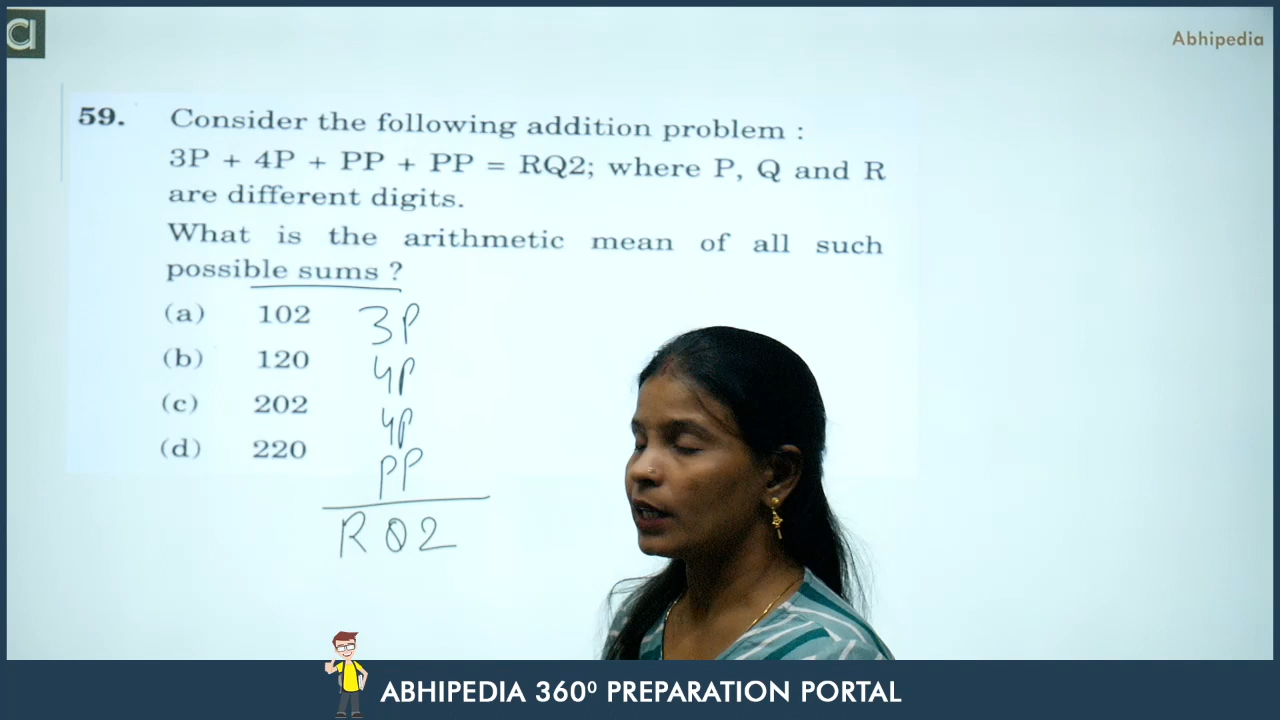 a
Abhipedia
59. Consider the following addition problem :
3P + 4P + PP + PP = RQ2; where P, Q and R
are different digits.
What is the arithmetic mean of all such
possible sums ?
(a) 102
(b) 120
(c) 202
(d) 220
3P
4P
4P
PP
RQ2
ABHIPEDIA 360⁰ PREPARATION PORTAL